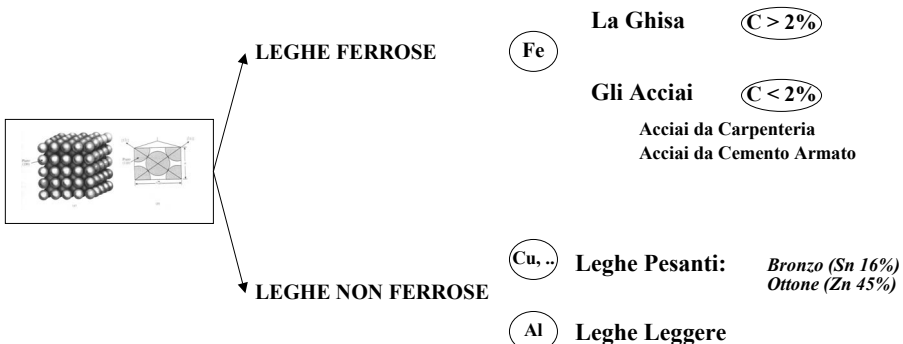 La Ghisa C > 2%
LEGHE FERROSE Fe
Gli Acciai C < 2%
Acciai da Carpenteria
Acciai da Cemento Armato
Cu, .. Leghe Pesanti: Bronzo (Sn 16%)
Ottone (Zn 45%)
LEGHE NON FERROSE
Al Leghe Leggere